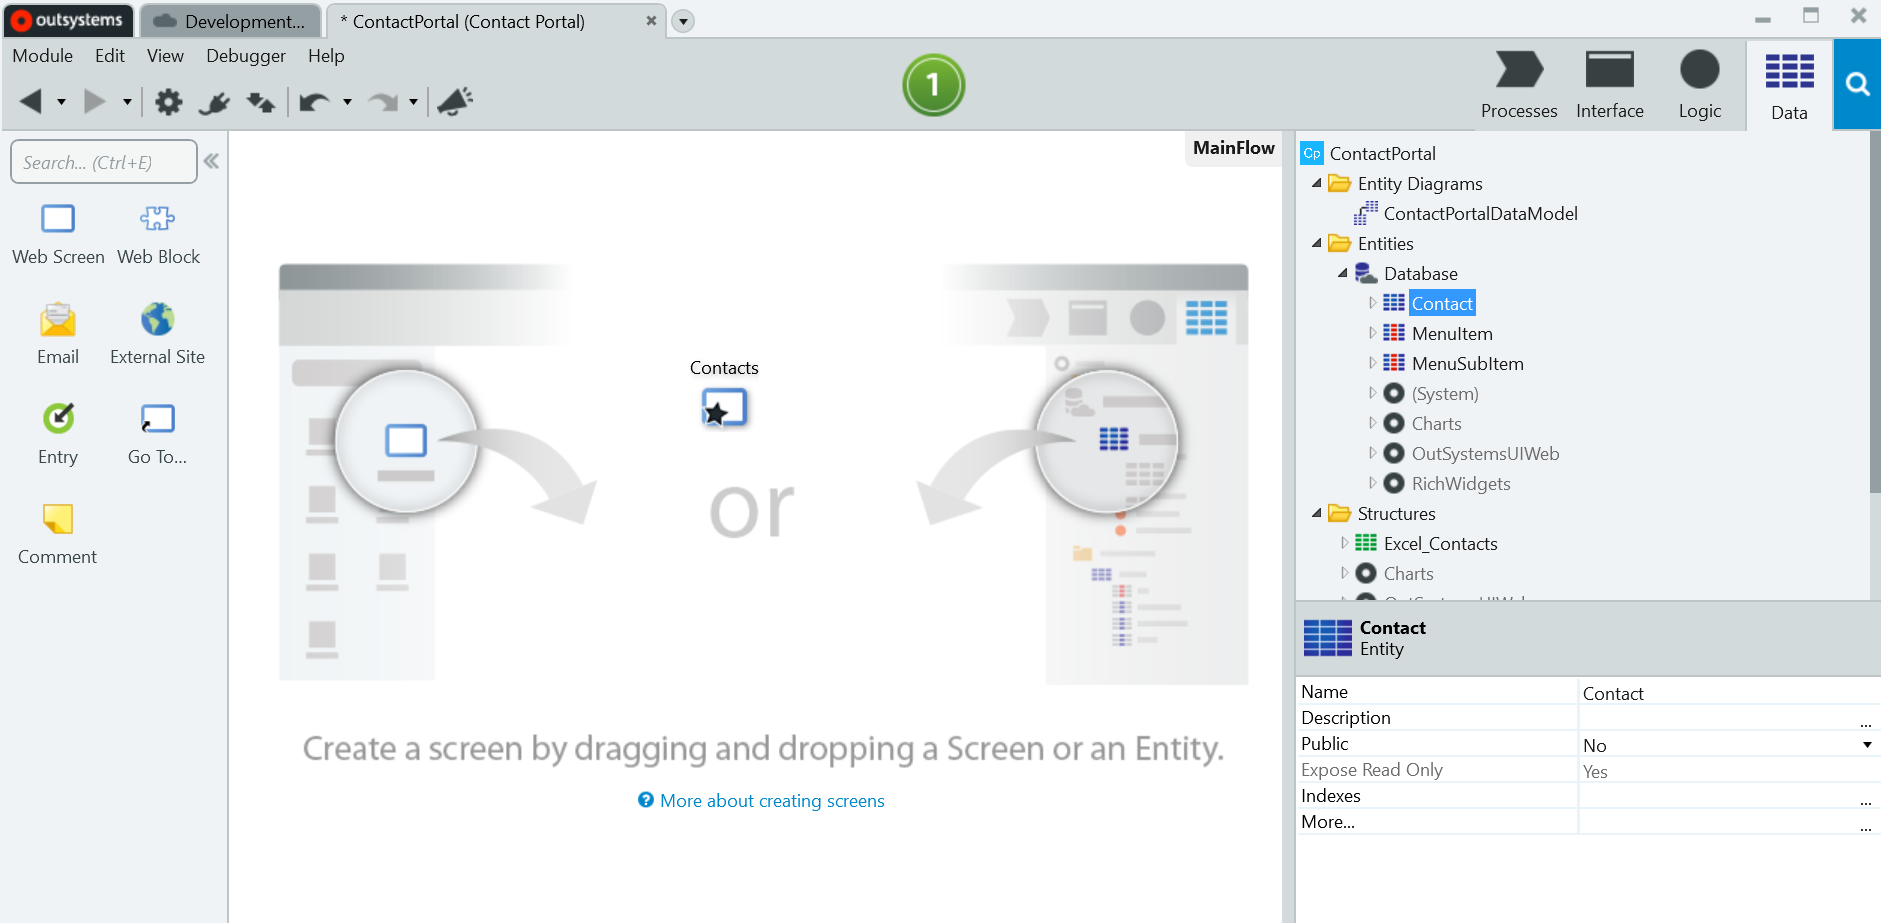 outsystems
Development...
* ContactPortal (Contact Portal)
Module Edit View Debugger Help
1
Processes Interface Logic Data
Search... (Ctrl+E)
Web Screen Web Block
Email External Site
Entry Go To...
Comment
MainFlow
Contacts
or
Create a screen by dragging and dropping a Screen or an Entity.
? More about creating screens
Cp ContactPortal
Entity Diagrams
ContactPortalDataModel
Entities
Database
Contact
MenuItem
MenuSubItem
(System)
Charts
OutSystemsUIWeb
RichWidgets
Structures
Excel_Contacts
Charts
Contact
Entity
Name Contact
Description ...
Public No
Expose Read Only Yes
Indexes ...
More... ...